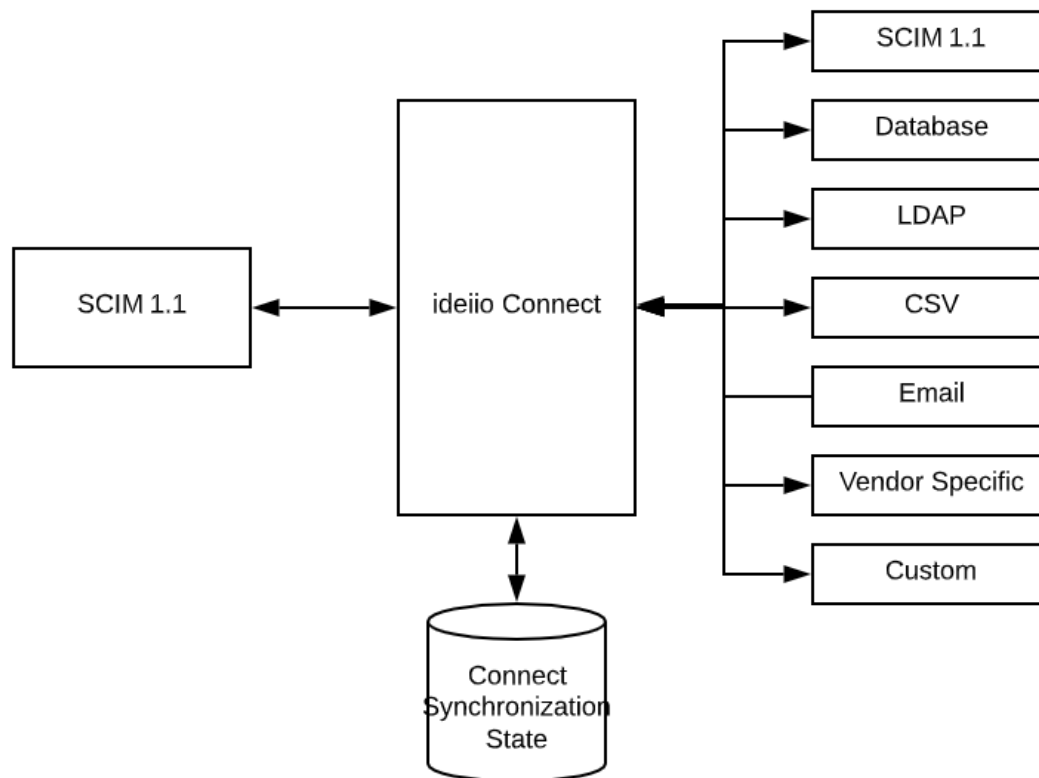 SCIM 1.1
ideiio Connect
SCIM 1.1
Database
LDAP
CSV
Email
Vendor Specific
Custom
Connect
Synchronization
State